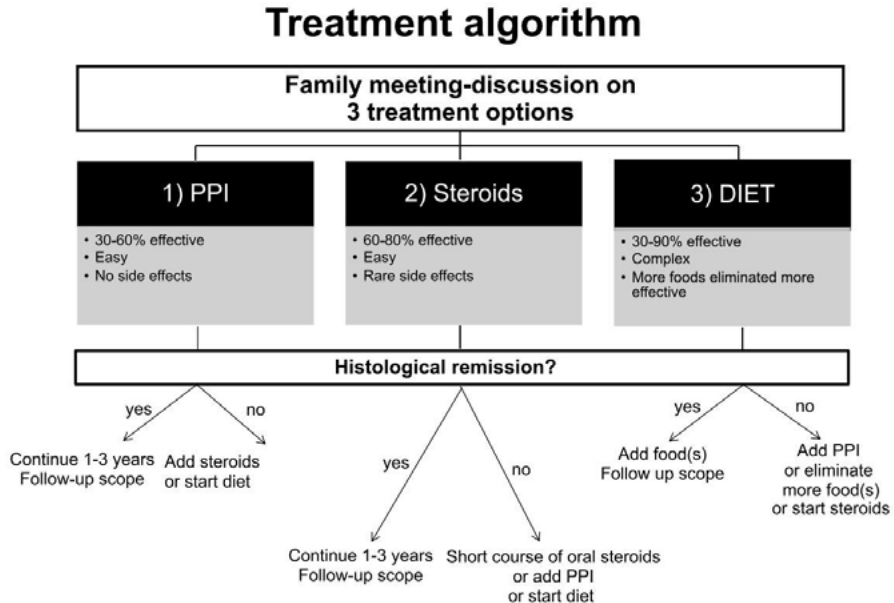 Treatment algorithm
Family meeting-discussion on
3 treatment options
1) PPI
• 30-60% effective
• Easy
• No side effects
2) Steroids
• 60-80% effective
• Easy
• Rare side effects
3) DIET
• 30-90% effective
• Complex
• More foods eliminated more
effective
Histological remission?
yes
no
Continue 1-3 years
Follow-up scope
Add steroids
or start diet
yes
no
Continue 1-3 years
Follow-up scope
Short course of oral steroids
or add PPI
or start diet
yes
no
Add food(s)
Follow up scope
Add PPI
or eliminate
more food(s)
or start steroids